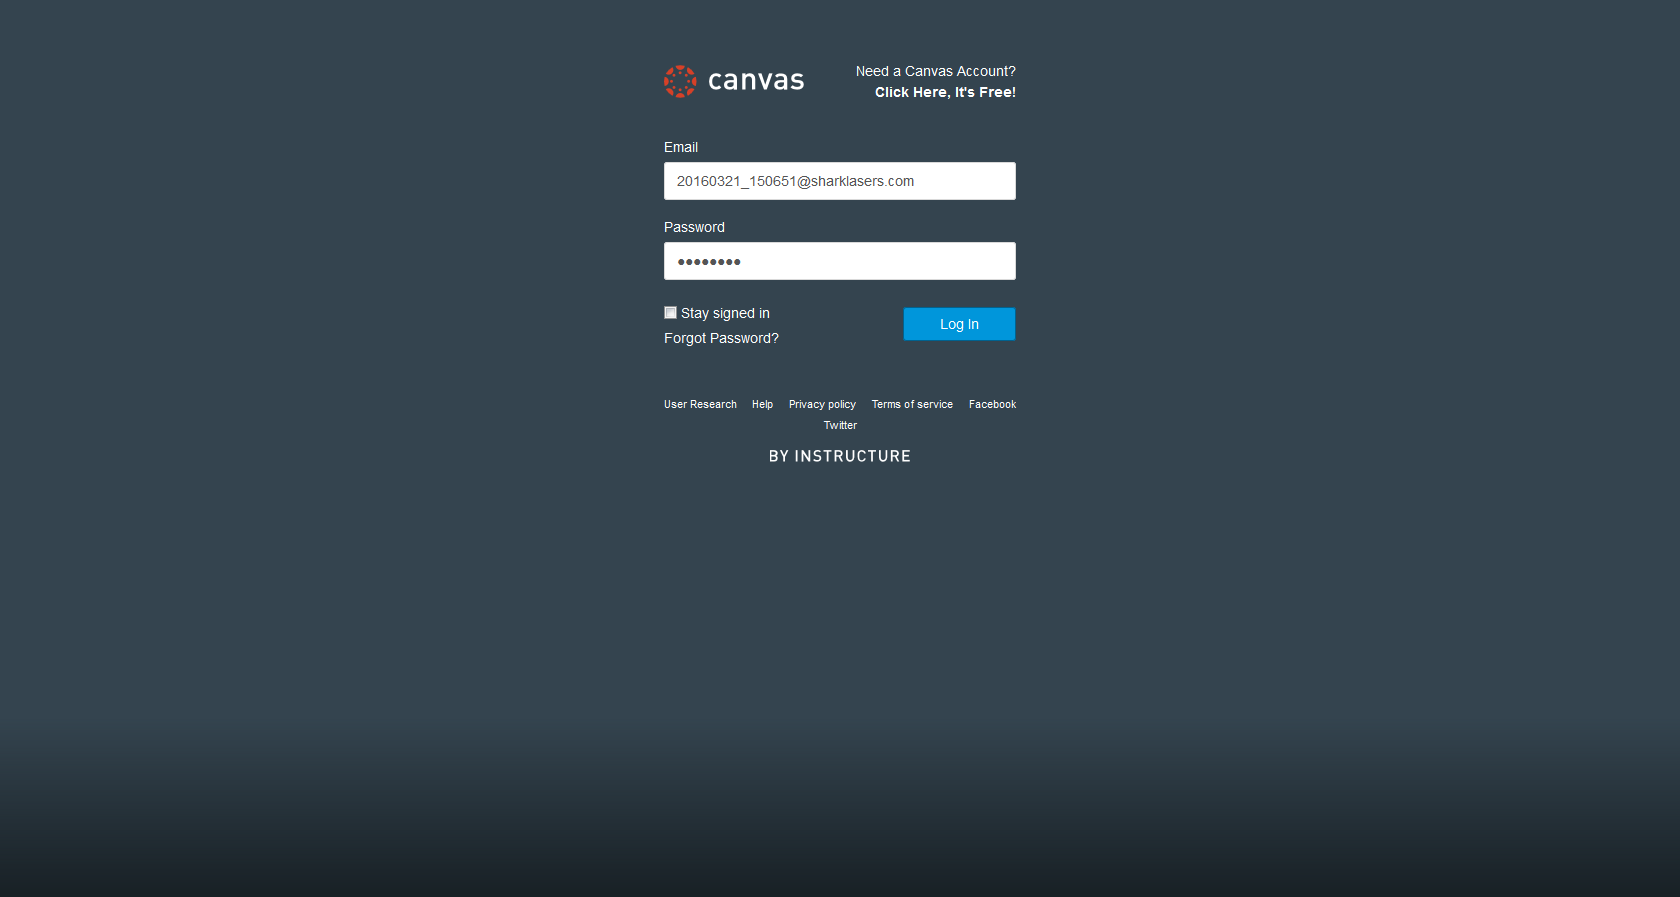 canvas
Need a Canvas Account?
Click Here, It's Free!
Email
20160321_150651@sharklasers.com
Password
••••••••
Stay signed in
Log In
Forgot Password?
User Research Help Privacy policy Terms of service Facebook
Twitter
BY INSTRUCTURE